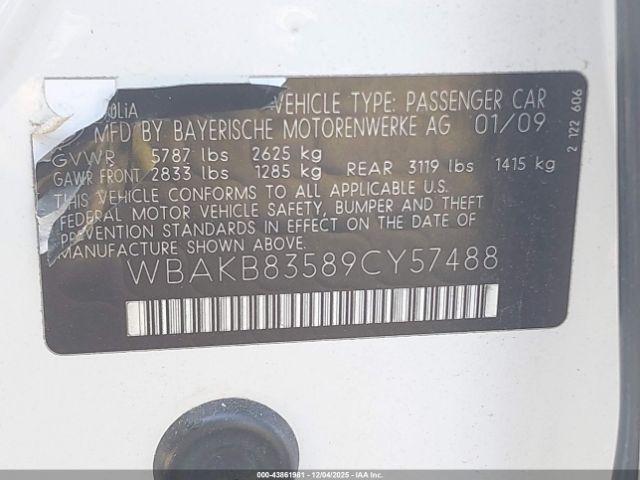 VEHICLE TYPE: PASSENGER CAR
MFD BY BAYERISCHE MOTORENWERKE AG 01/09
GVWR 5787 lbs 2625 kg
GAWR FRONT 2833 lbs 1285 kg REAR 3119 lbs 1415 kg
THIS VEHICLE CONFORMS TO ALL APPLICABLE U.S.
FEDERAL MOTOR VEHICLE SAFETY, BUMPER AND THEFT
PREVENTION STANDARDS IN EFFECT ON THE DATE OF
MANUFACTURE SHOWN ABOVE.
WBAKB83589CY57488
2 122 606
000-43861981 - 12/04/2025 - COPART